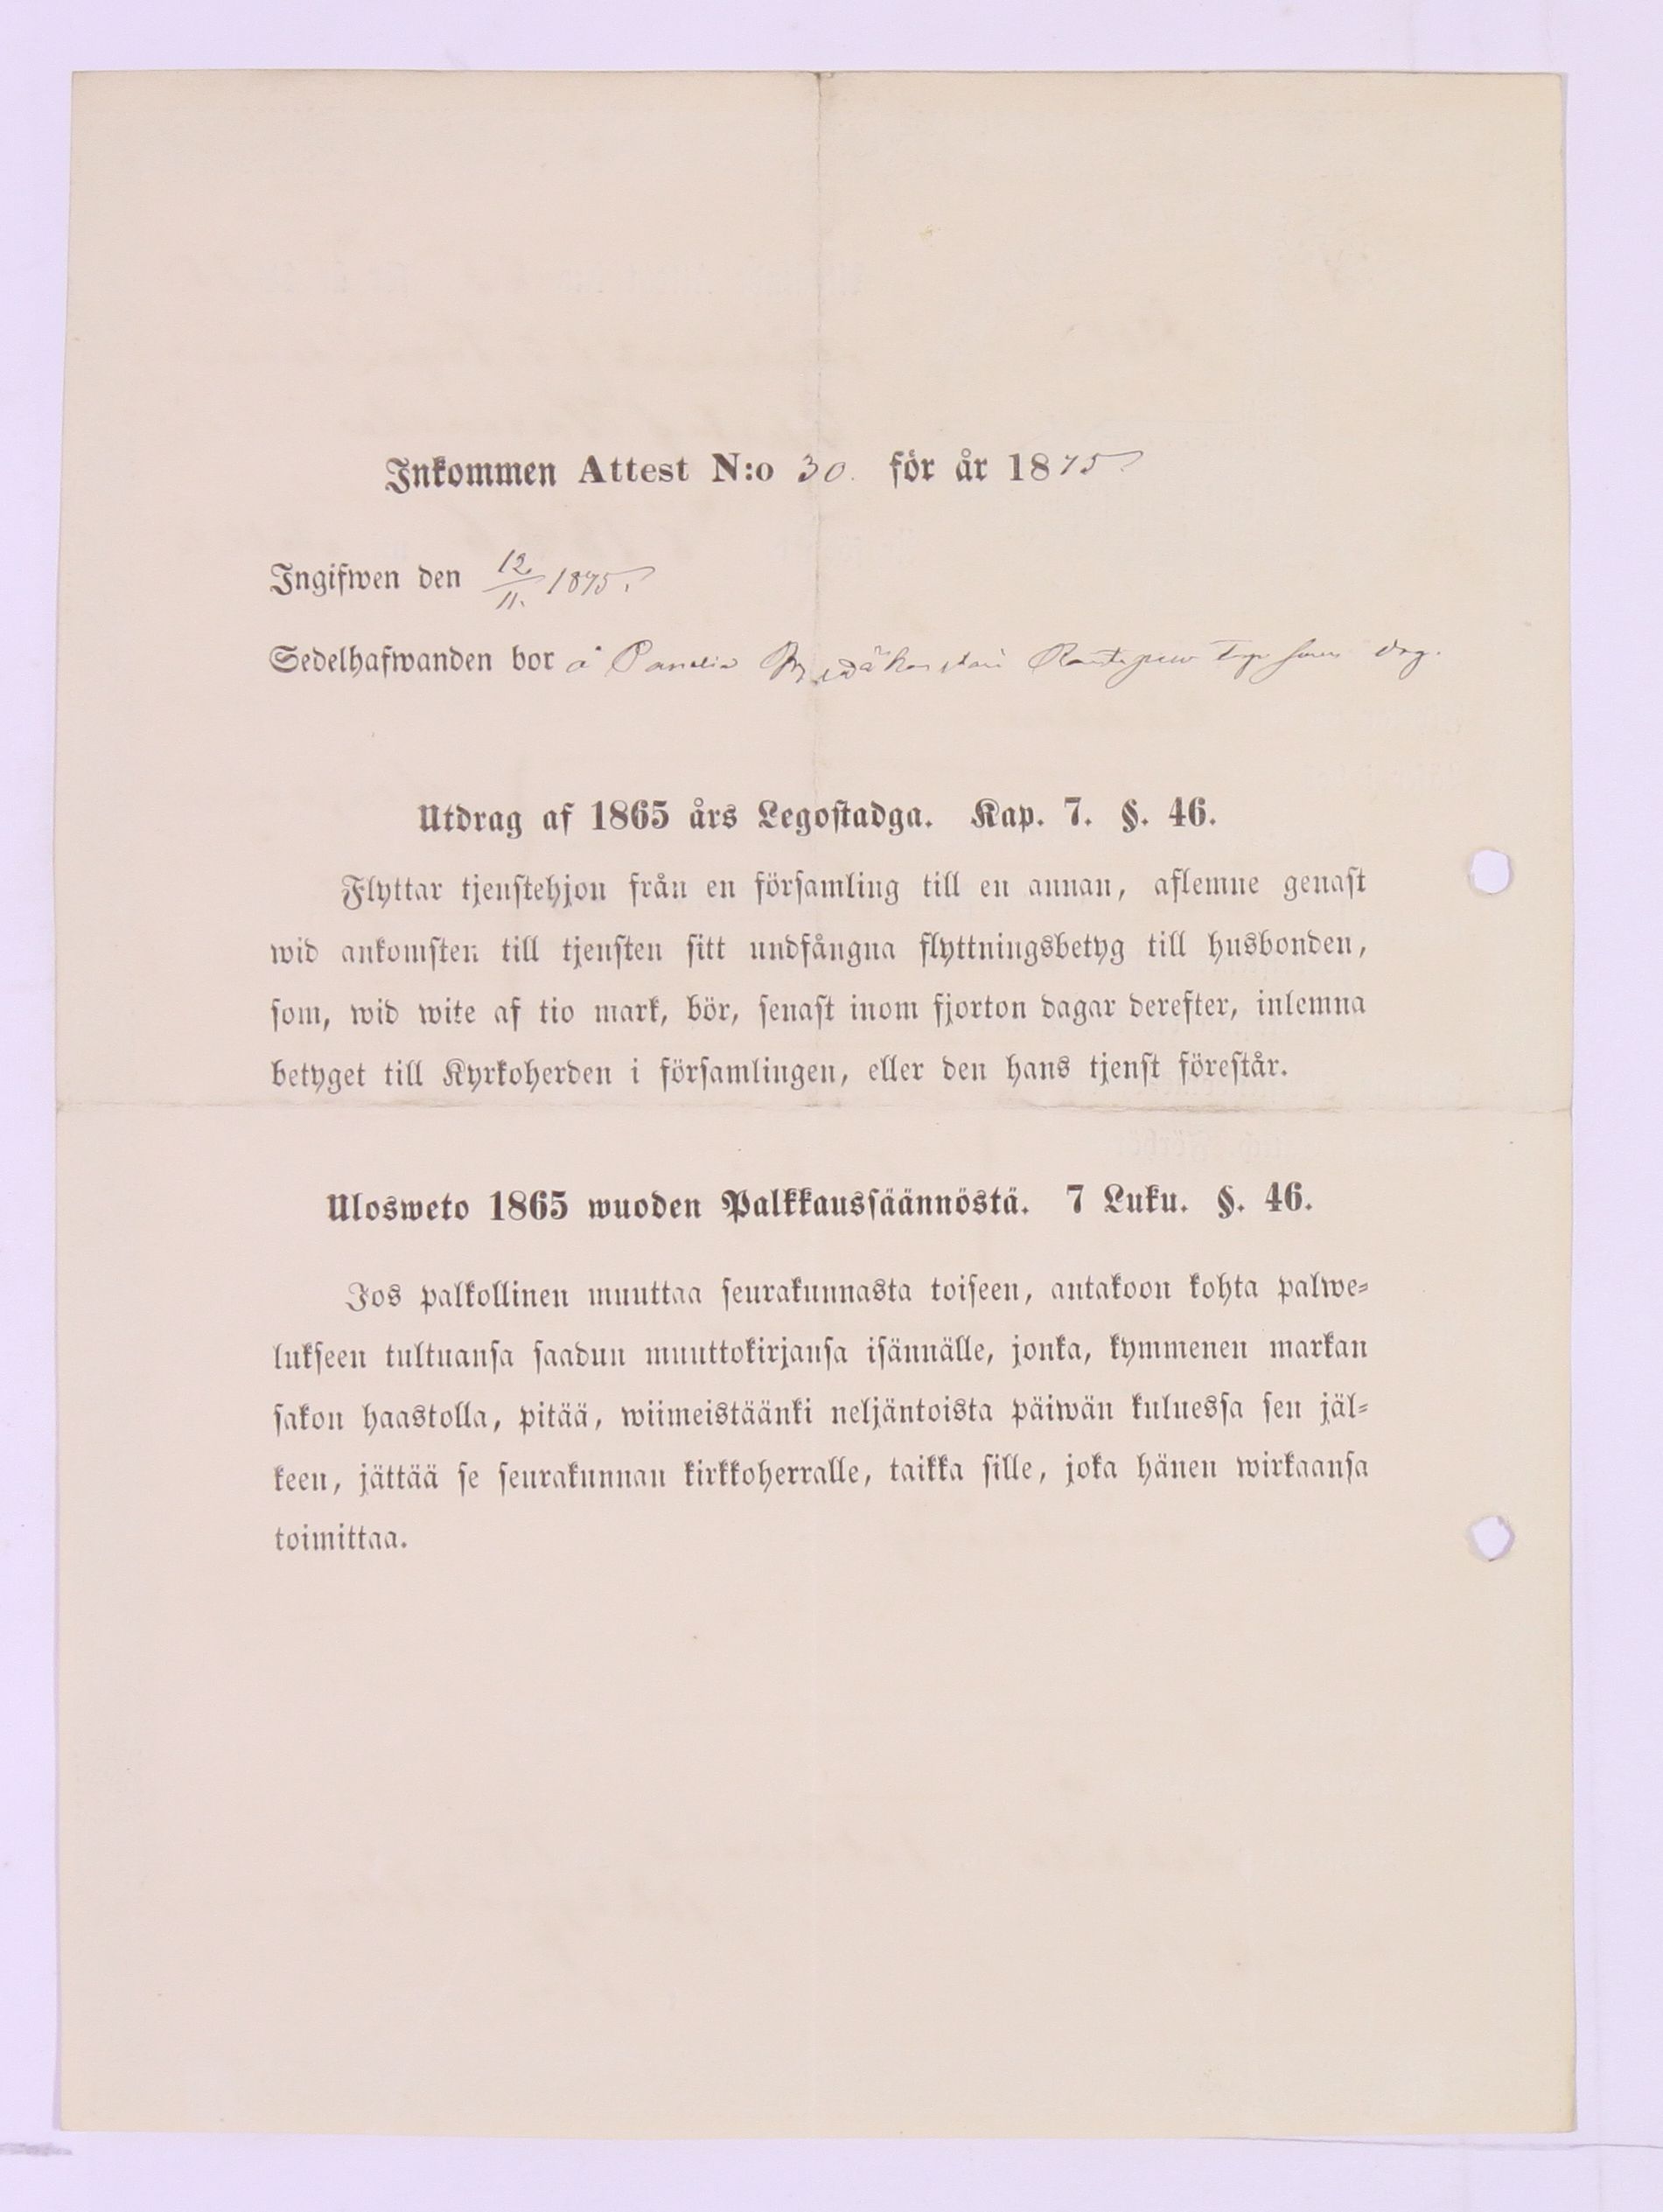 Inkommen Attest N:o 30. för år 1875
Ingifwen den 12/11. 1875.
Sedelhafwanden bor å Panelia
Utdrag af 1865 års Legostadga. Kap. 7. §. 46.
Flyttar tjenstehjon från en församling till en annan, aflemne genast
wid ankomsten till tjensten sitt undfångna flyttningsbetyg till husbonden,
som, wid wite af tio mark, bör, senast inom fjorton dagar derefter, inlemna
betyget till Kyrkoherden i församlingen, eller den hans tjenst förestår.
Ulosweto 1865 wuoden Palkkaussäännöstä. 7 Luku. §. 46.
Jos palkollinen muuttaa seurakunnasta toiseen, antakoon kohta palwe-
lukseen tultuansa saadun muuttokirjansa isännälle, jonka, kymmenen markan
sakon haastolla, pitää, wiimeistäänki neljäntoista päiwän kuluessa sen jäl-
keen, jättää se seurakunnan kirkkoherralle, taikka sille, joka hänen wirkaansa
toimittaa.